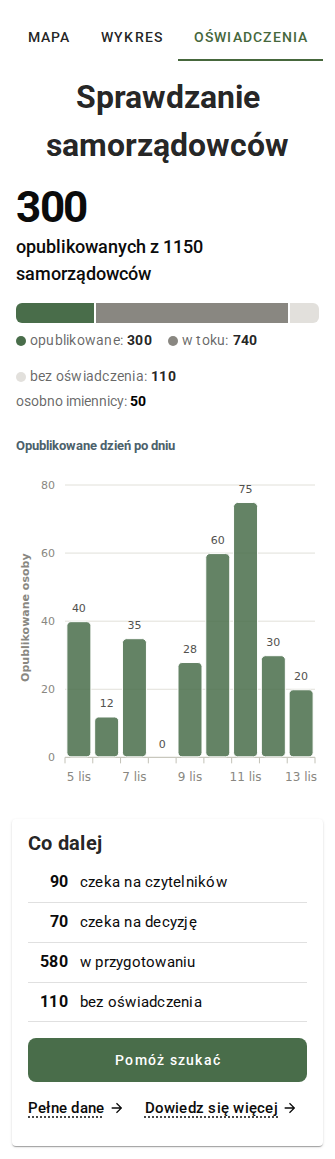 MAPA WYKRES OŚWIADCZENIA
Sprawdzanie
samorządowców
300
opublikowanych z 1150
samorządowców
opublikowane: 300 w toku: 740
bez oświadczenia: 110
osobno imiennicy: 50
Opublikowane dzień po dniu
Opublikowane osoby
80
60
40
20
0
40
12
35
0
28
60
75
30
20
5 lis 7 lis 9 lis 11 lis 13 lis
Co dalej
90 czeka na czytelników
70 czeka na decyzję
580 w przygotowaniu
110 bez oświadczenia
Pomóż szukać
Pełne dane → Dowiedz się więcej →